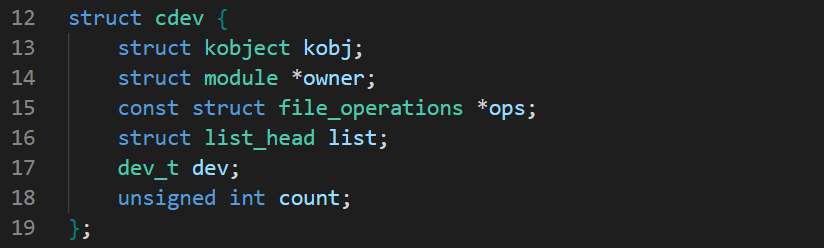 12 struct cdev {
13     struct kobject kobj;
14     struct module *owner;
15     const struct file_operations *ops;
16     struct list_head list;
17     dev_t dev;
18     unsigned int count;
19 };